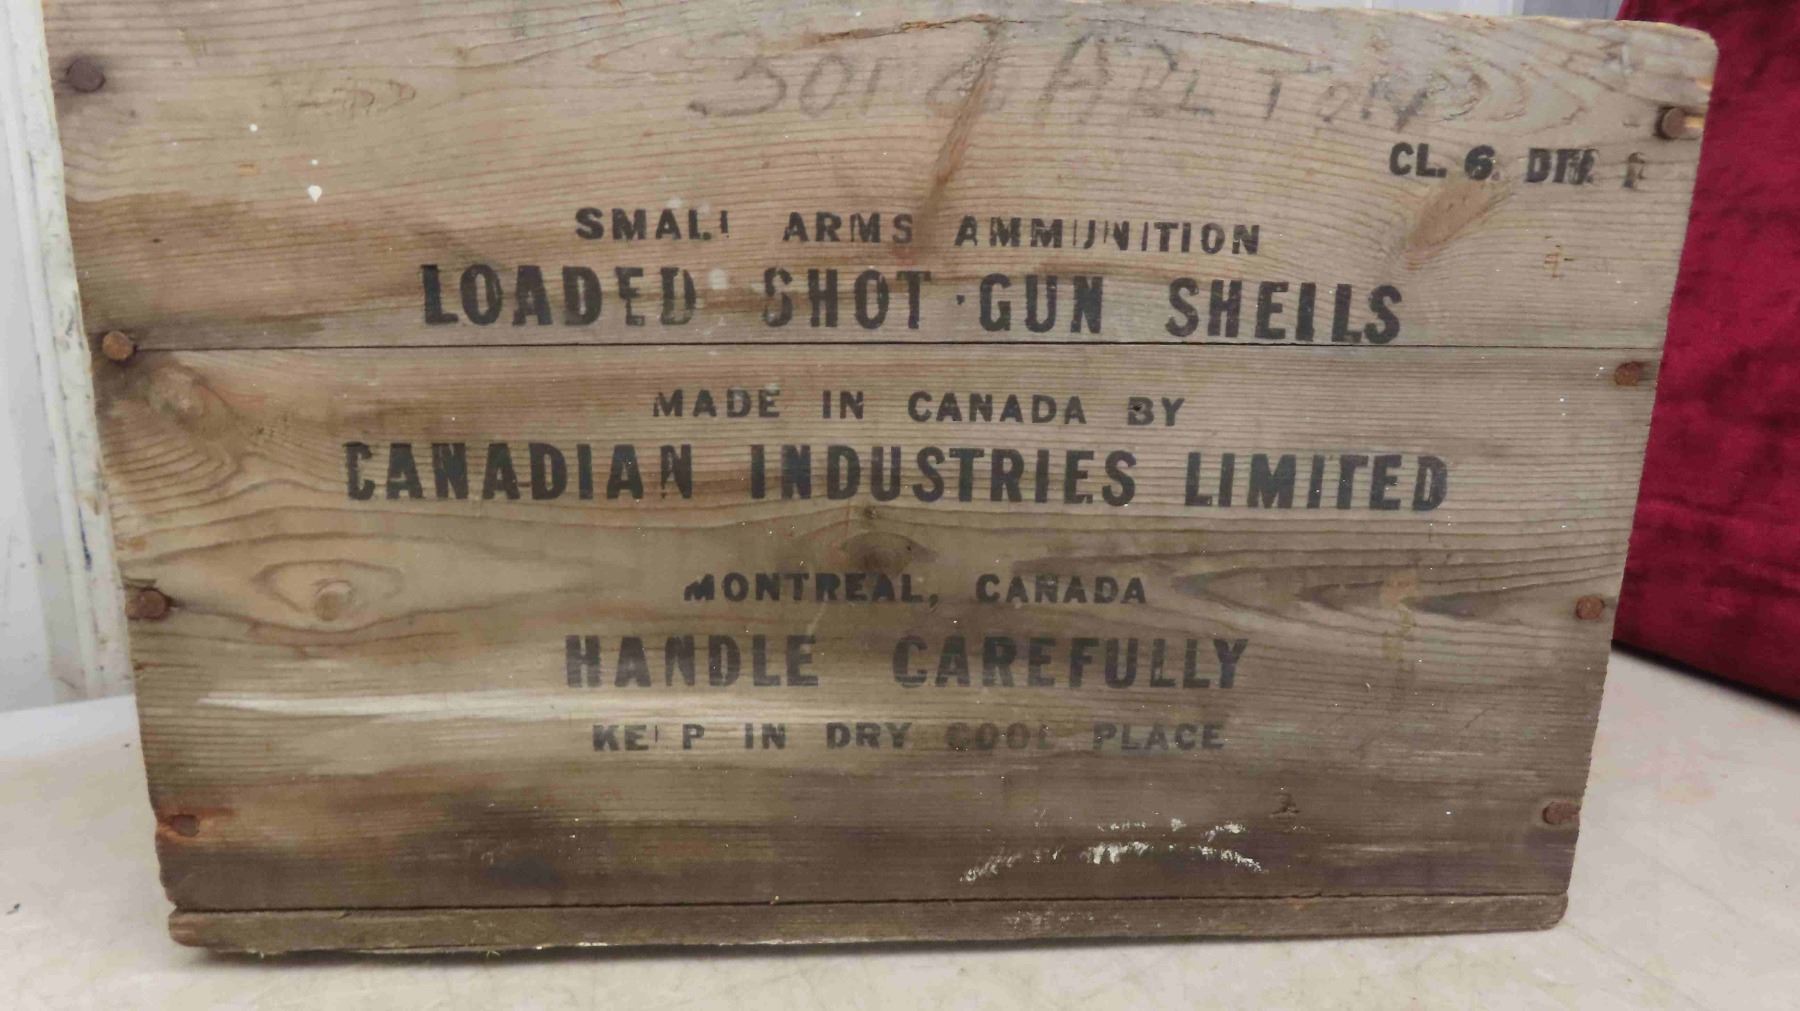 CL. 6. DIV.
SMALL ARMS AMMUNITION
LOADED SHOT GUN SHELLS
MADE IN CANADA BY
CANADIAN INDUSTRIES LIMITED
MONTREAL, CANADA
HANDLE CAREFULLY
KEEP IN DRY COOL PLACE